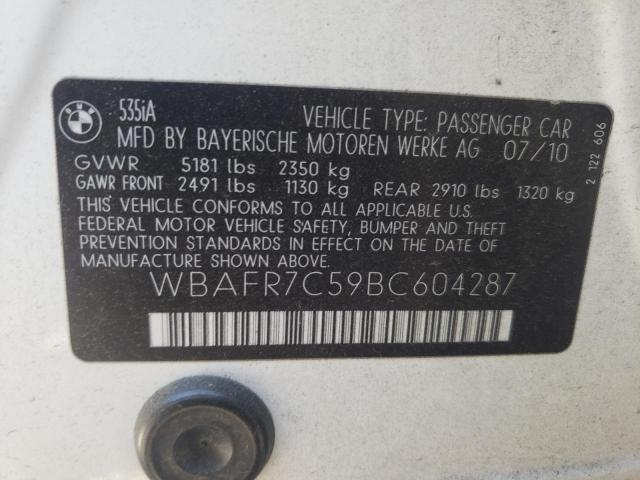 BMW
535iA
VEHICLE TYPE: PASSENGER CAR
MFD BY BAYERISCHE MOTOREN WERKE AG 07/10
GVWR 5181 lbs 2350 kg
GAWR FRONT 2491 lbs 1130 kg REAR 2910 lbs 1320 kg
THIS VEHICLE CONFORMS TO ALL APPLICABLE U.S.
FEDERAL MOTOR VEHICLE SAFETY, BUMPER AND THEFT
PREVENTION STANDARDS IN EFFECT ON THE DATE OF
MANUFACTURE SHOWN ABOVE.
WBAFR7C59BC604287
2 122 606